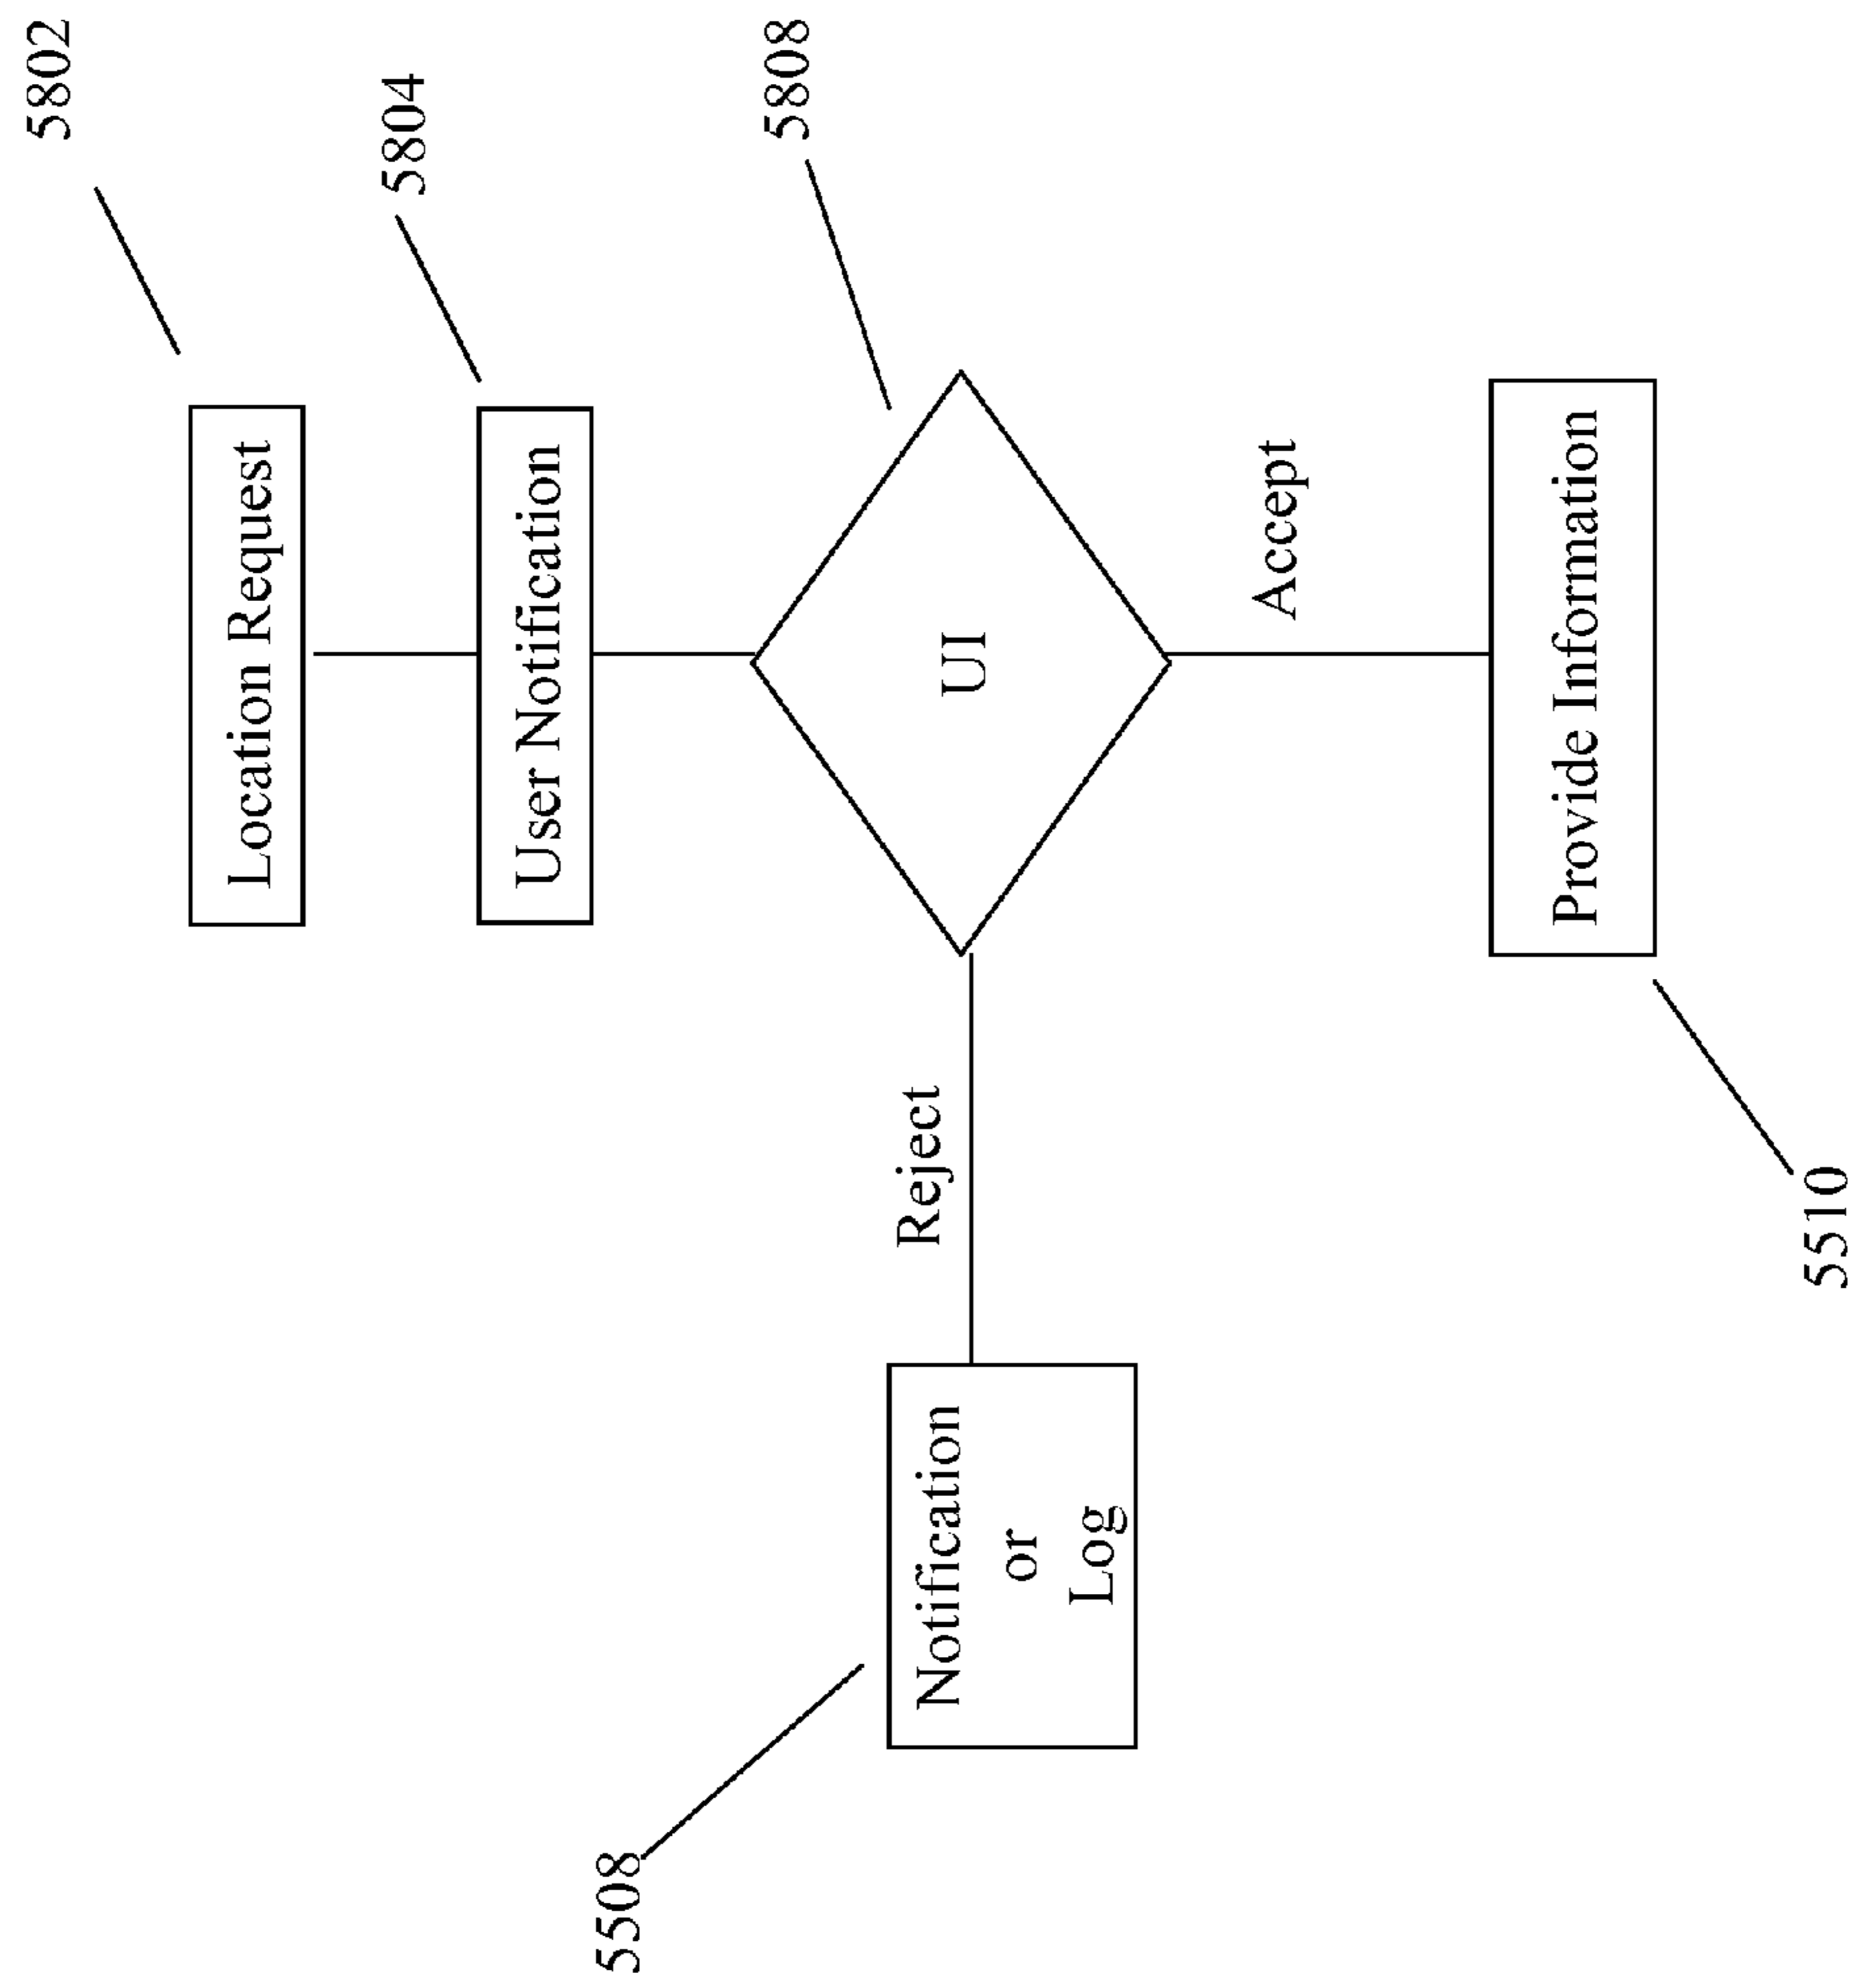 5802
Location Request
5804
User Notification
5508
5808
Notification
or
Log
Reject
UI
Accept
Provide Information
5510